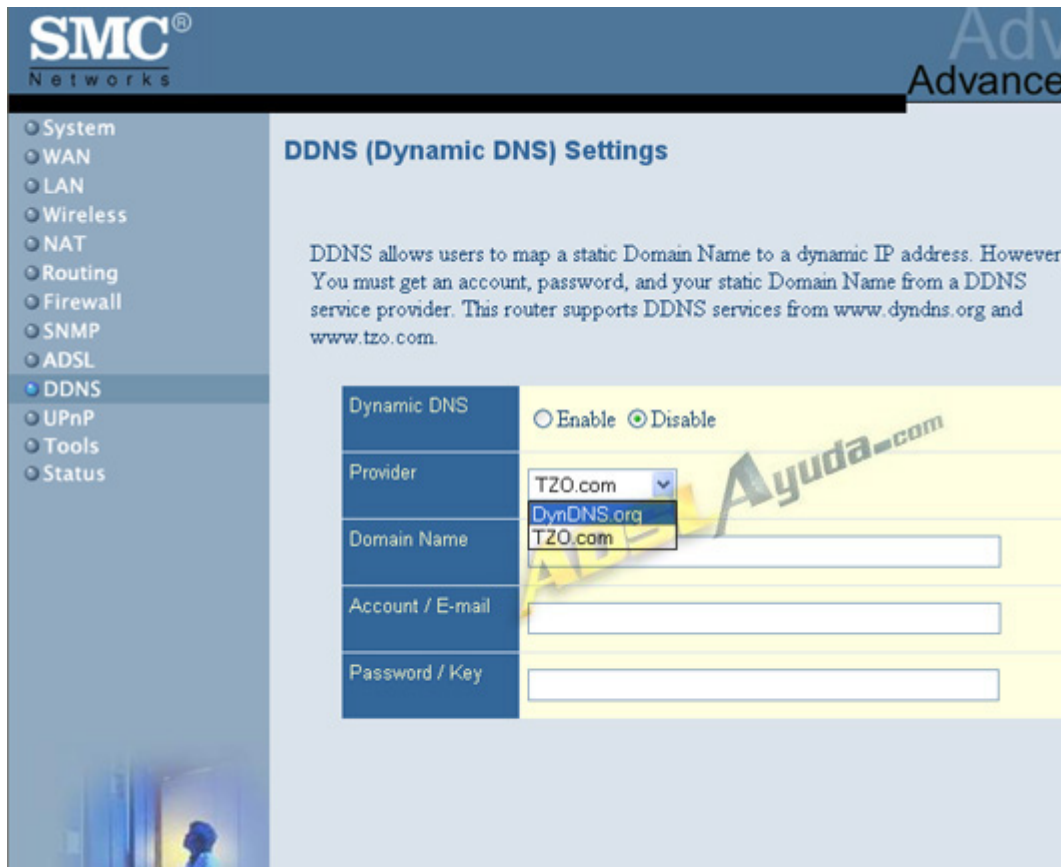 SMC®
Networks
Adv
Advance
System
WAN
LAN
Wireless
NAT
Routing
Firewall
SNMP
ADSL
DDNS
UPnP
Tools
Status
DDNS (Dynamic DNS) Settings
DDNS allows users to map a static Domain Name to a dynamic IP address. However
You must get an account, password, and your static Domain Name from a DDNS
service provider. This router supports DDNS services from www.dyndns.org and
www.tzo.com.
Dynamic DNS
Enable Disable
Provider
TZO.com
DynDNS.org
TZO.com
Domain Name
Account / E-mail
Password / Key
ADSLAyuda.com